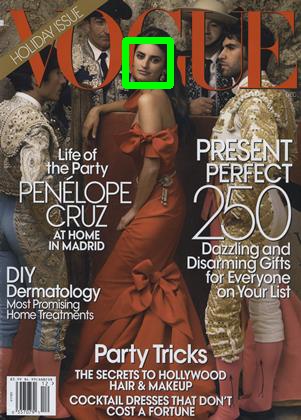 HOLIDAY ISSUE
VOGUE
Life of
the Party
PENÉLOPE
CRUZ
AT HOME
IN MADRID
PRESENT
PERFECT
250
Dazzling and
Disarming Gifts
for Everyone
on Your List
DIY
Dermatology
Most Promising
Home Treatments
Party Tricks
THE SECRETS TO HOLLYWOOD
HAIR & MAKEUP
COCKTAIL DRESSES THAT DON'T
COST A FORTUNE